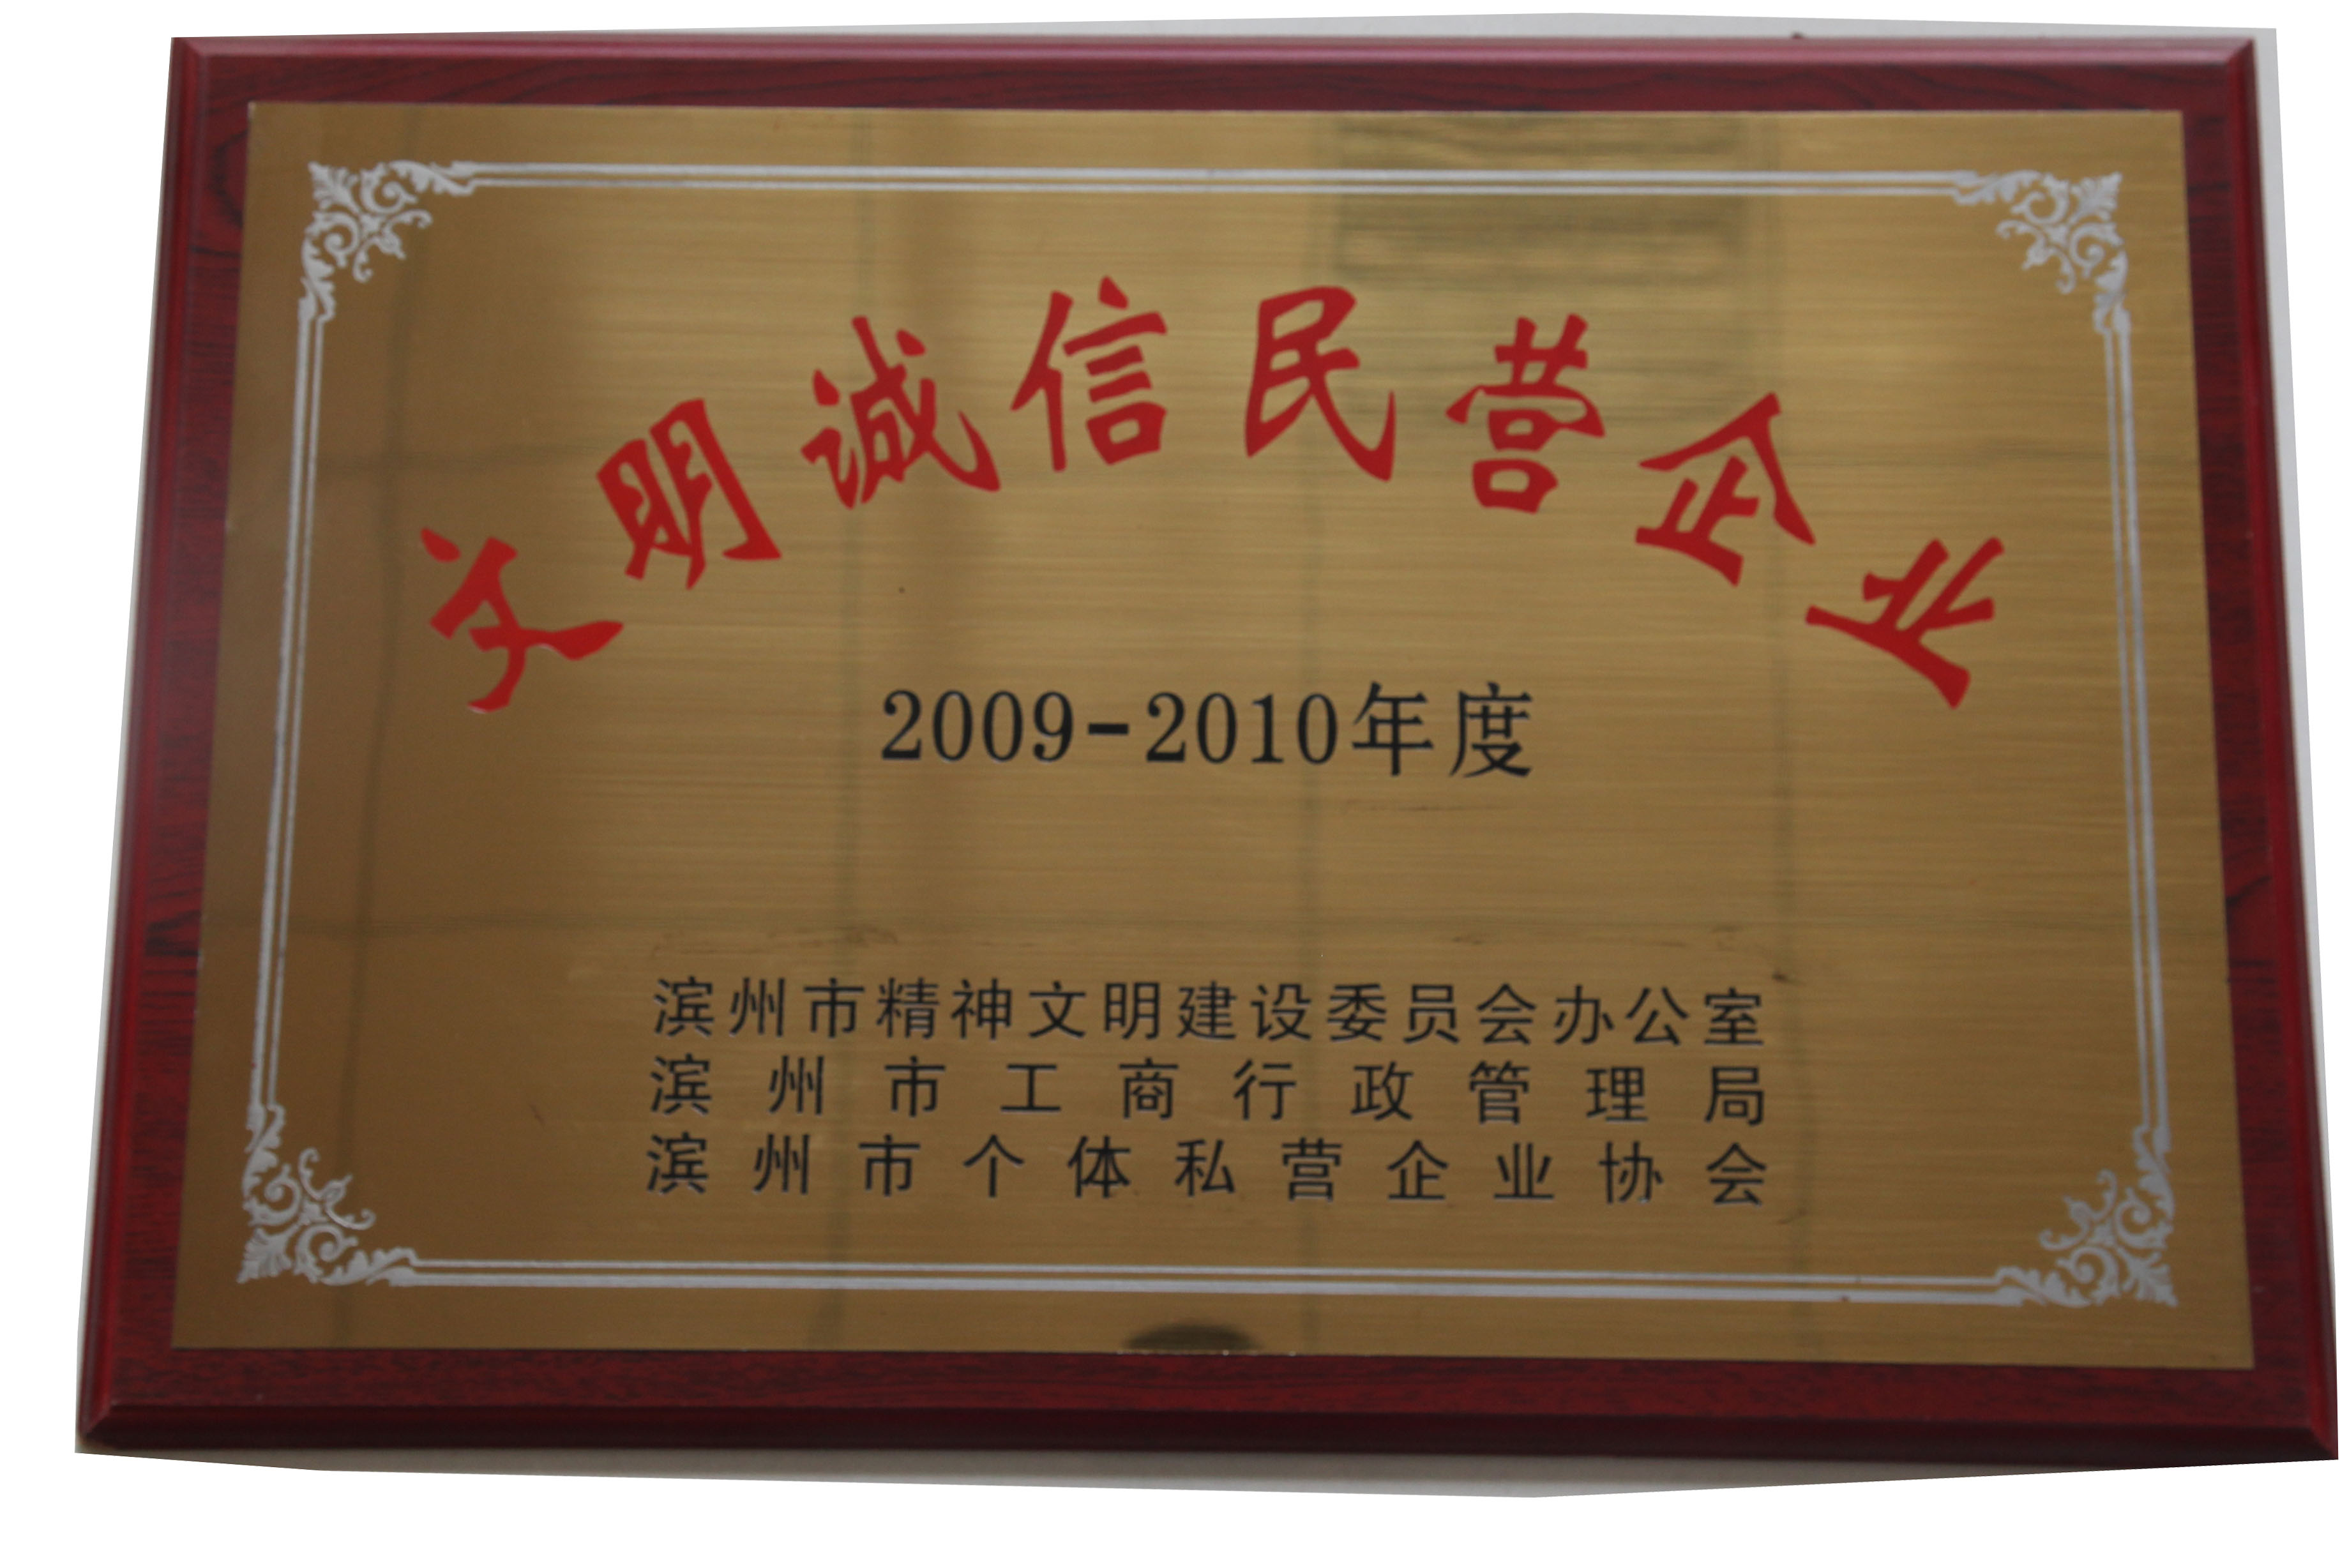 文明诚信民营企业
2009-2010年度
滨州市精神文明建设委员会办公室
滨州市工商行政管理局
滨州市个体私营企业协会